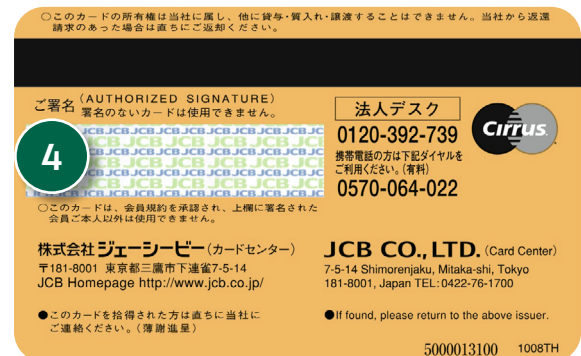 ○このカードの所有権は当社に属し、他に貸与・質入れ・譲渡することはできません。当社から返還
請求のあった場合は直ちにご返却ください。
ご署名(AUTHORIZED SIGNATURE)
署名のないカードは使用できません。
JCB JCB JCB JCB JCB JCB JCB JCB
4
○このカードは、会員規約を承認され、上欄に署名された
会員ご本人以外は使用できません。
法人デスク
0120-392-739
携帯電話の方は下記ダイヤルを
ご利用ください。(有料)
0570-064-022
Cirrus
株式会社ジェーシービー(カードセンター)
〒181-8001 東京都三鷹市下連雀7-5-14
JCB Homepage http://www.jcb.co.jp/
JCB CO., LTD. (Card Center)
7-5-14 Shimorenjaku, Mitaka-shi, Tokyo
181-8001, Japan TEL:0422-76-1700
●このカードを拾得された方は直ちに当社に
ご連絡ください。(薄謝進呈)
●If found, please return to the above issuer.
5000013100 1008TH